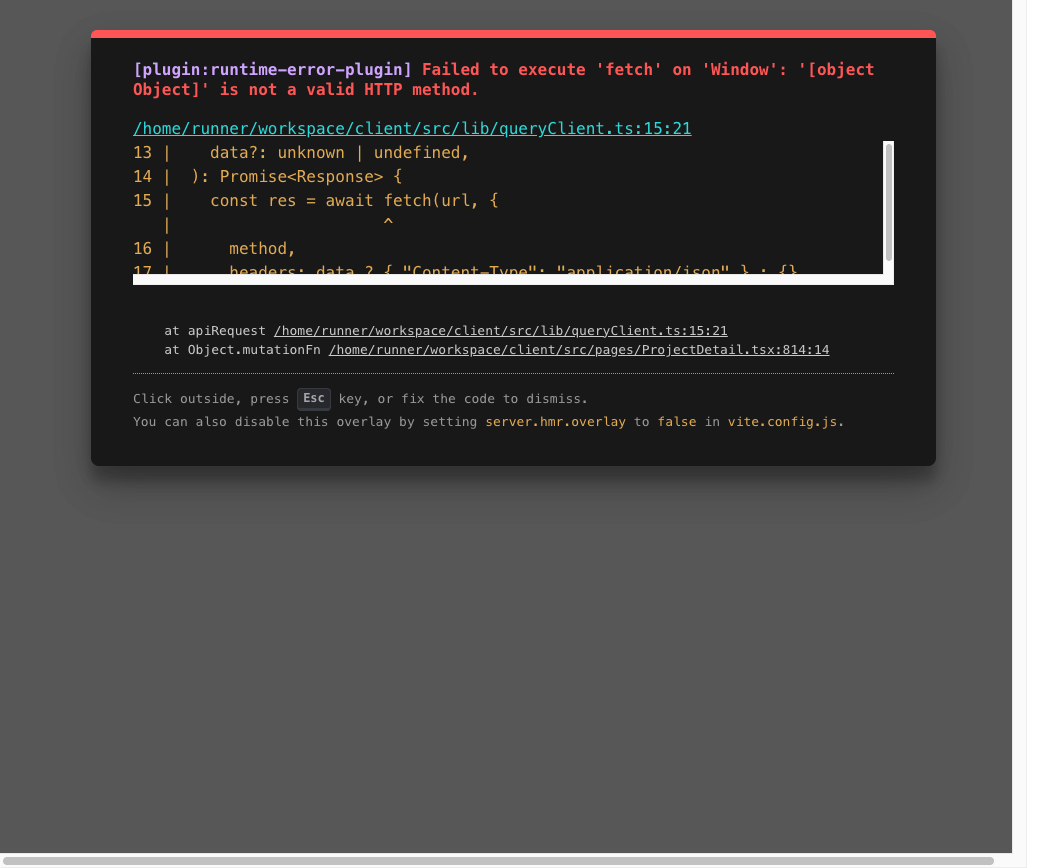 [plugin:runtime-error-plugin] Failed to execute 'fetch' on 'Window': '[object
Object]' is not a valid HTTP method.
/home/runner/workspace/client/src/lib/queryClient.ts:15:21
13 |    data?: unknown | undefined,
14 |  ): Promise<Response> {
15 |    const res = await fetch(url, {
   |                      ^
16 |      method,
17 |      headers: data ? { "Content-Type": "application/json" } : {},
at apiRequest /home/runner/workspace/client/src/lib/queryClient.ts:15:21
at Object.mutationFn /home/runner/workspace/client/src/pages/ProjectDetail.tsx:814:14
Click outside, press Esc key, or fix the code to dismiss.
You can also disable this overlay by setting server.hmr.overlay to false in vite.config.js.